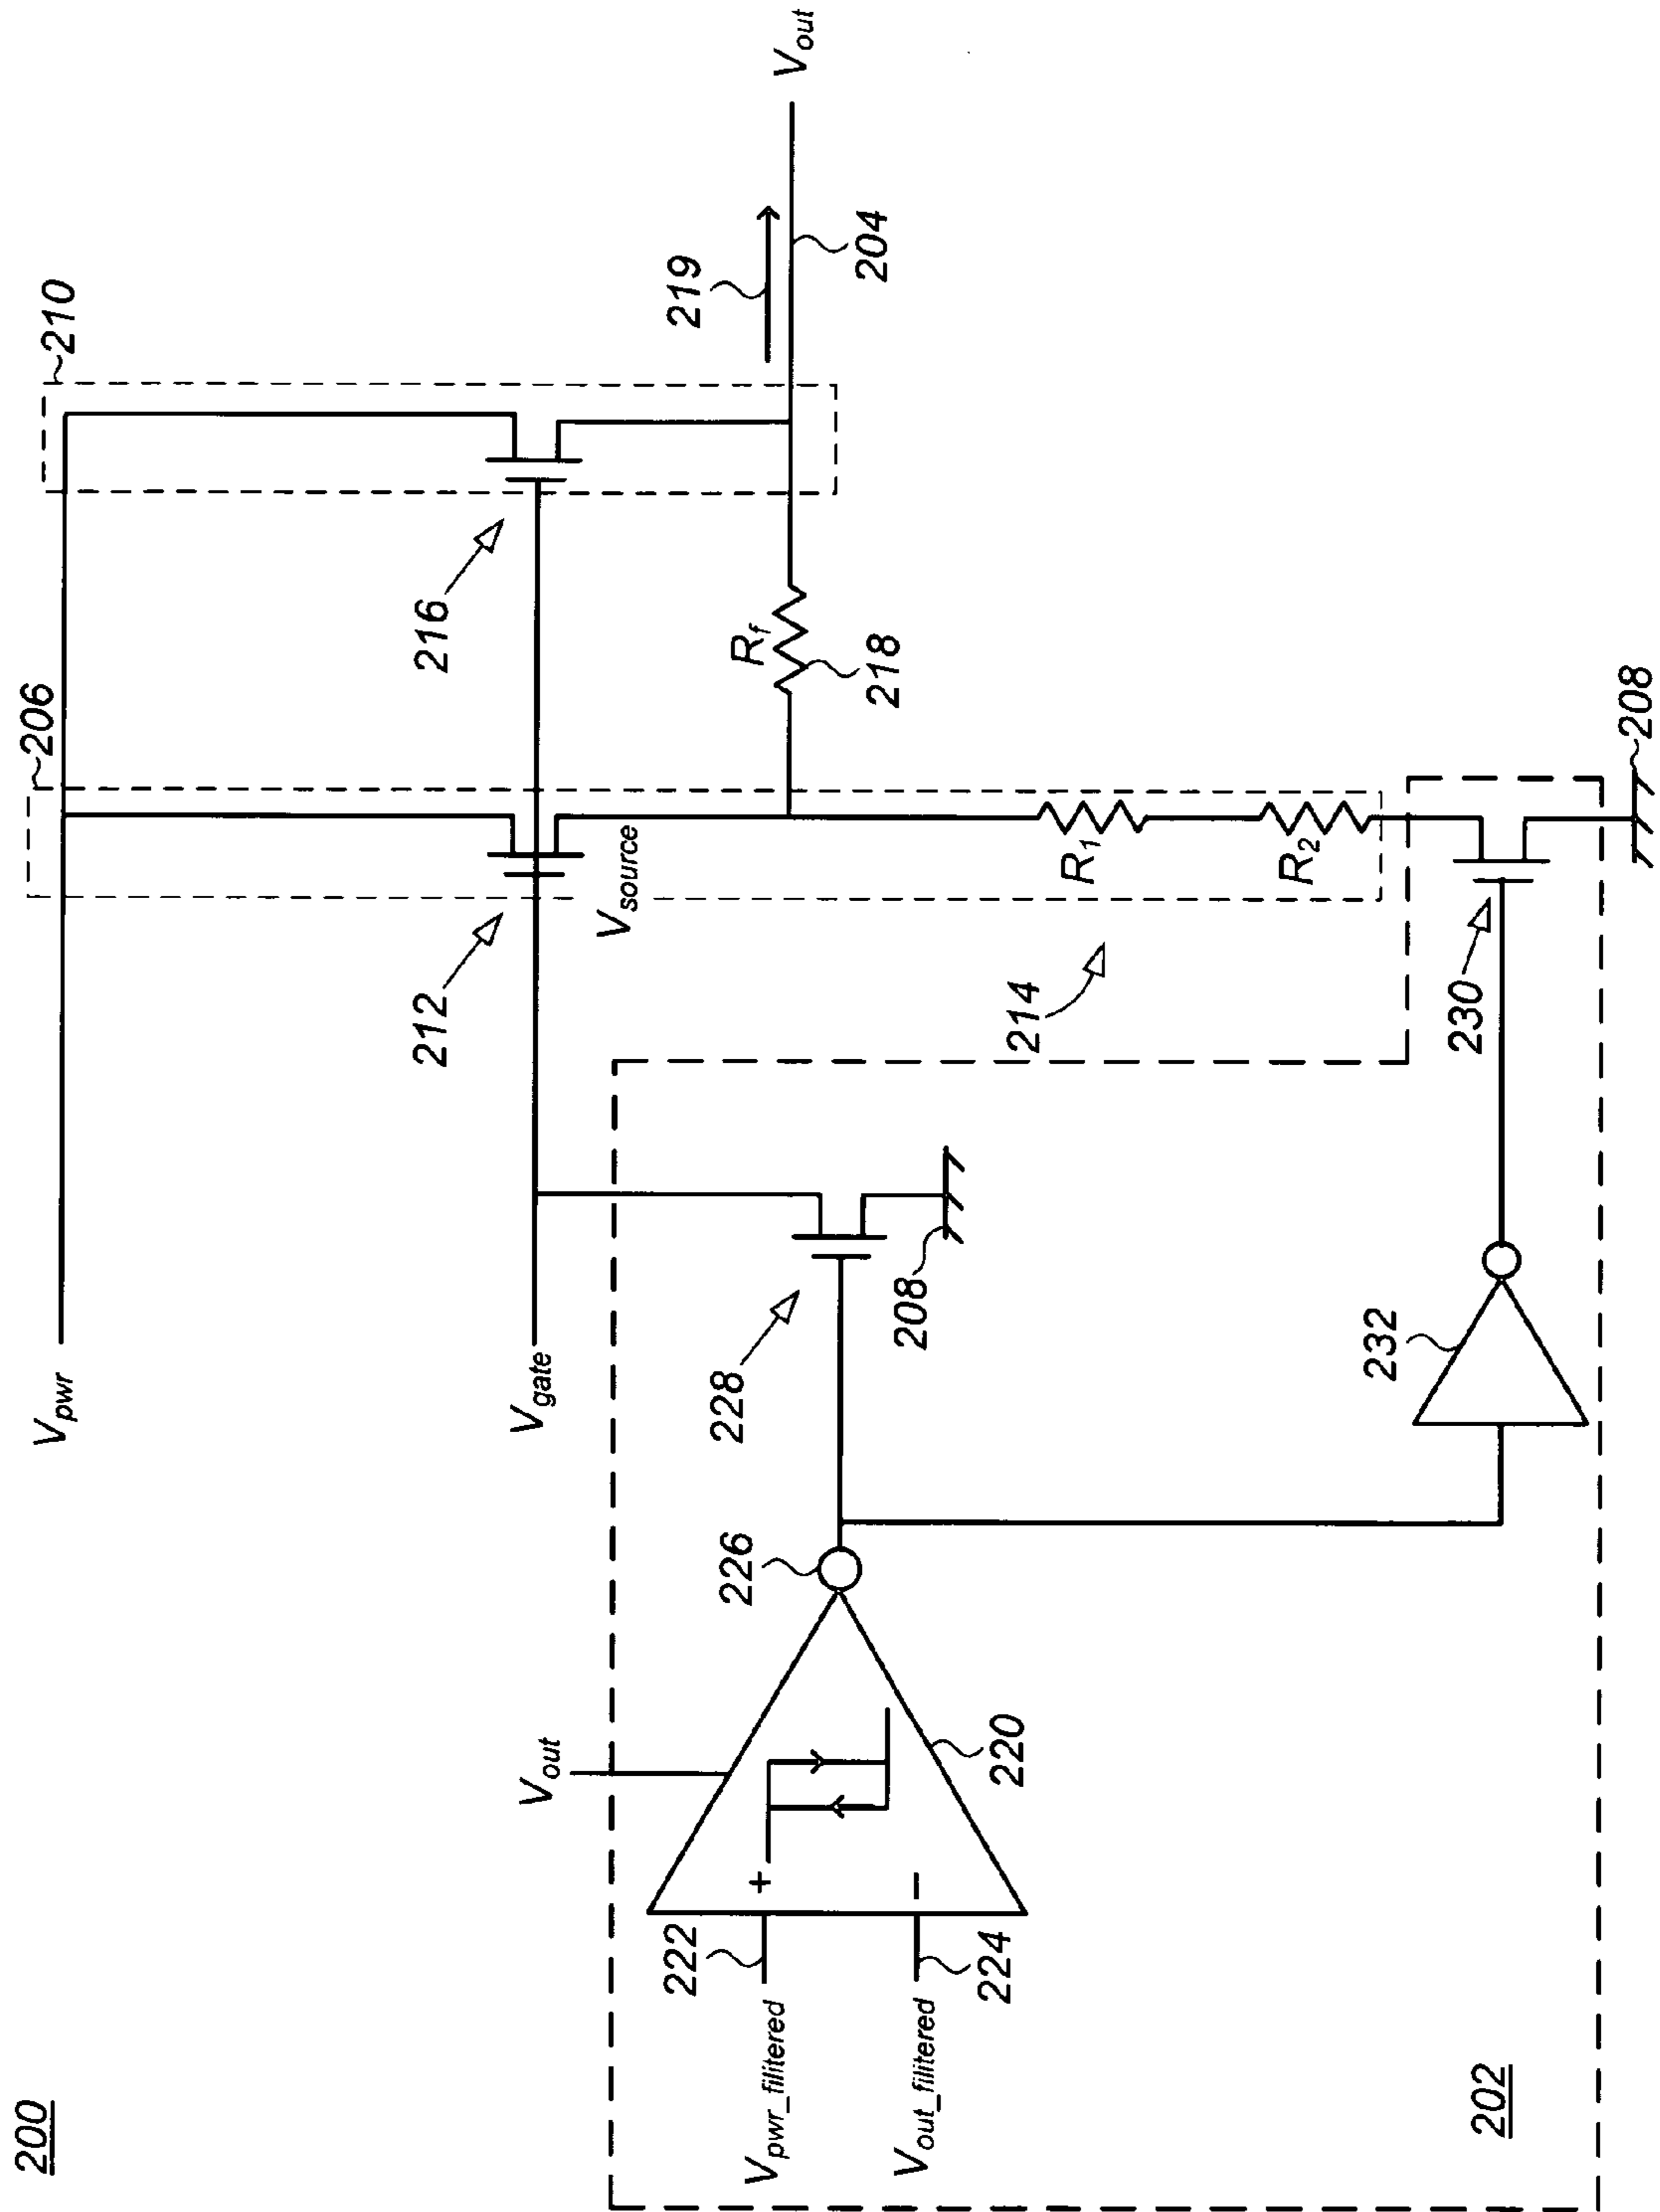 200
V_pwr
206
210
212
216
V_gate
V_source
R_f
218
219
V_out
204
214
R_1
R_2
V_out
226
228
208
222
+
V_pwr_filitered
V_out_filitered
−
224
220
232
230
208
202